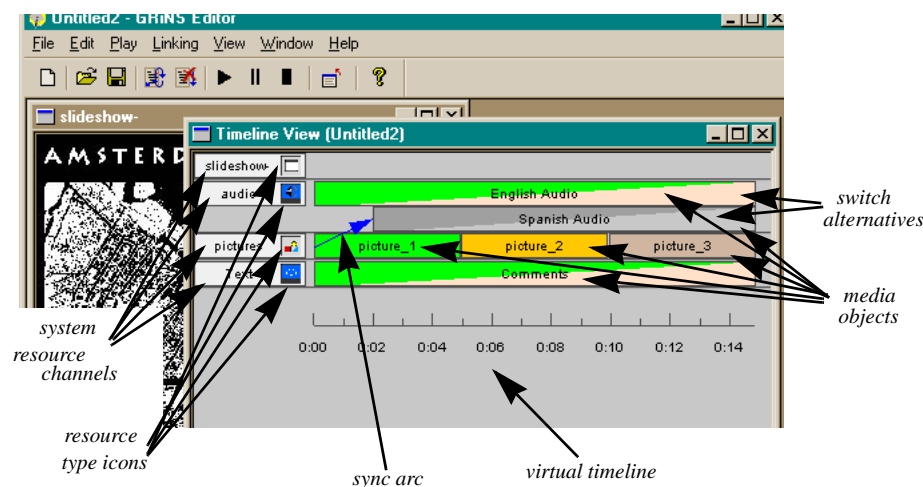 Untitled2 - GRiNS Editor
File Edit Play Linking View Window Help
slideshow-
Timeline View (Untitled2)
AMSTERD
slideshow-
audio
English Audio
Spanish Audio
pictures
picture_1
picture_2
picture_3
Text
Comments
0:00 0:02 0:04 0:06 0:08 0:10 0:12 0:14
switch
alternatives
media
objects
system
resource
channels
resource
type icons
sync arc
virtual timeline